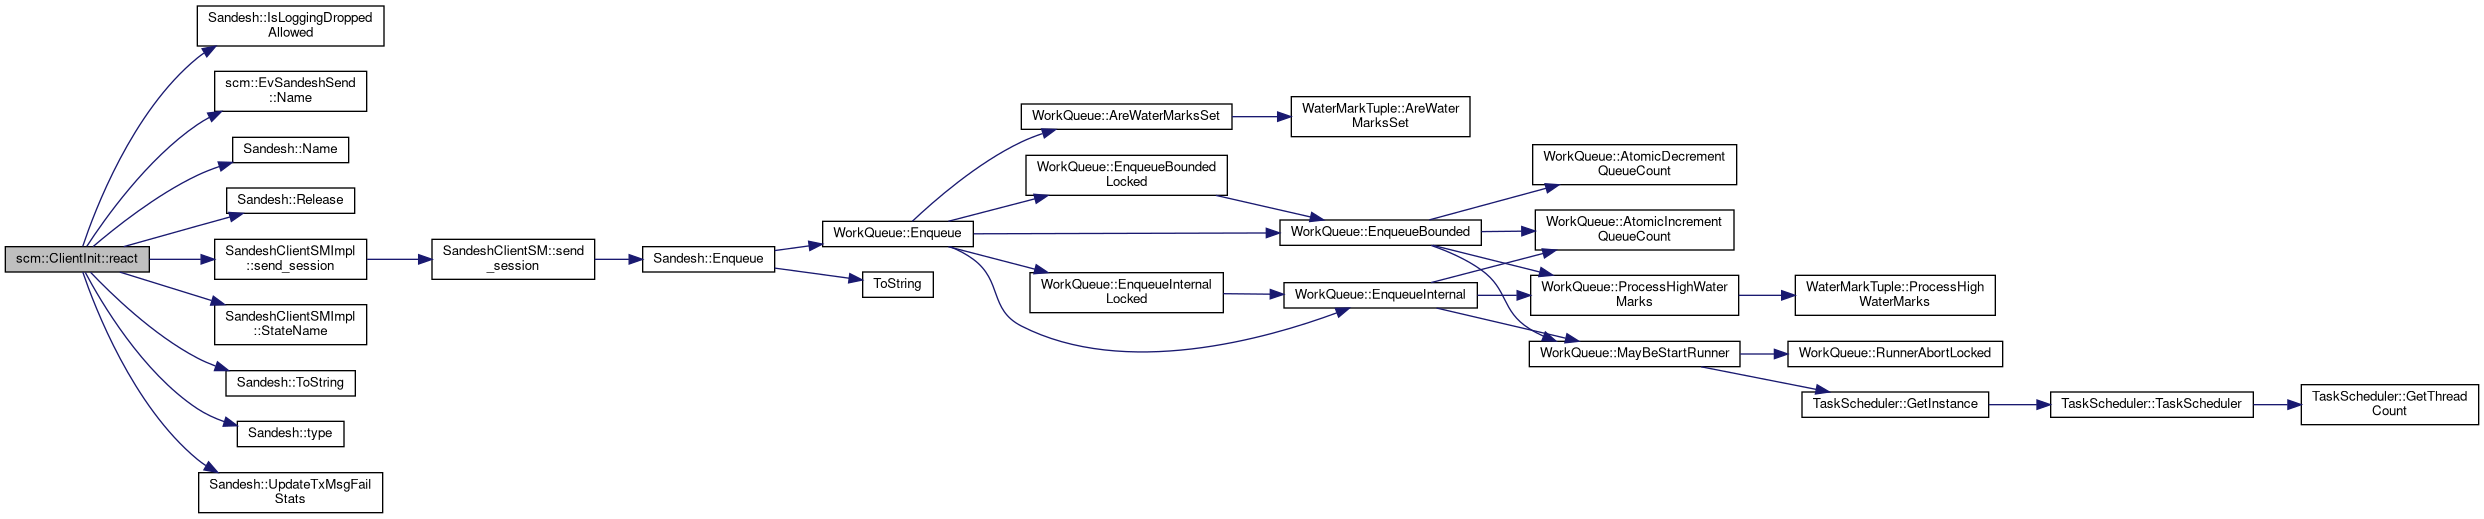 scm::ClientInit::react
Sandesh::IsLoggingDropped
Allowed
scm::EvSandeshSend
::Name
Sandesh::Name
Sandesh::Release
SandeshClientSMImpl
::send_session
SandeshClientSMImpl
::StateName
Sandesh::ToString
Sandesh::type
Sandesh::UpdateTxMsgFail
Stats
SandeshClientSM::send
_session
Sandesh::Enqueue
WorkQueue::Enqueue
ToString
WorkQueue::AreWaterMarksSet
WorkQueue::EnqueueBounded
Locked
WorkQueue::EnqueueInternal
Locked
WaterMarkTuple::AreWater
MarksSet
WorkQueue::EnqueueBounded
WorkQueue::EnqueueInternal
WorkQueue::AtomicDecrement
QueueCount
WorkQueue::AtomicIncrement
QueueCount
WorkQueue::ProcessHighWater
Marks
WorkQueue::MayBeStartRunner
WaterMarkTuple::ProcessHigh
WaterMarks
WorkQueue::RunnerAbortLocked
TaskScheduler::GetInstance
TaskScheduler::TaskScheduler
TaskScheduler::GetThread
Count